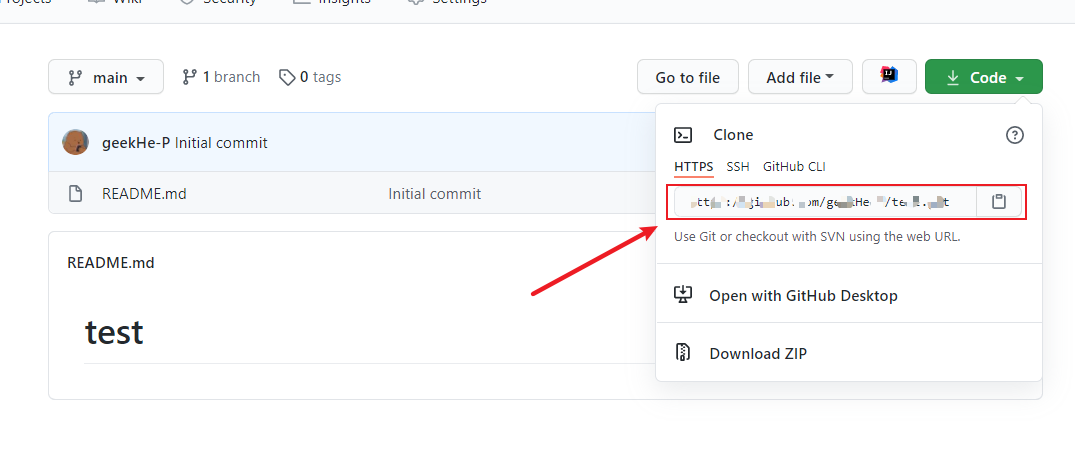 Projects Wiki Security Insights Settings
main 1 branch 0 tags Go to file Add file Code
geekHe-P Initial commit
README.md Initial commit
README.md
test
Clone
HTTPS SSH GitHub CLI
Use Git or checkout with SVN using the web URL.
Open with GitHub Desktop
Download ZIP